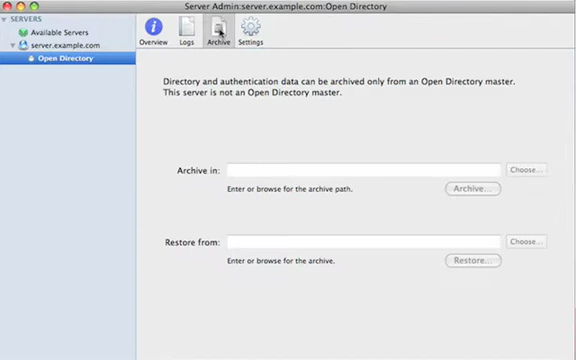 Server Admin:server.example.com:Open Directory
SERVERS
Available Servers
server.example.com
Open Directory
Overview
Logs
Archive
Settings
Directory and authentication data can be archived only from an Open Directory master.
This server is not an Open Directory master.
Archive in:
Choose...
Enter or browse for the archive path.
Archive...
Restore from:
Choose...
Enter or browse for the archive.
Restore...